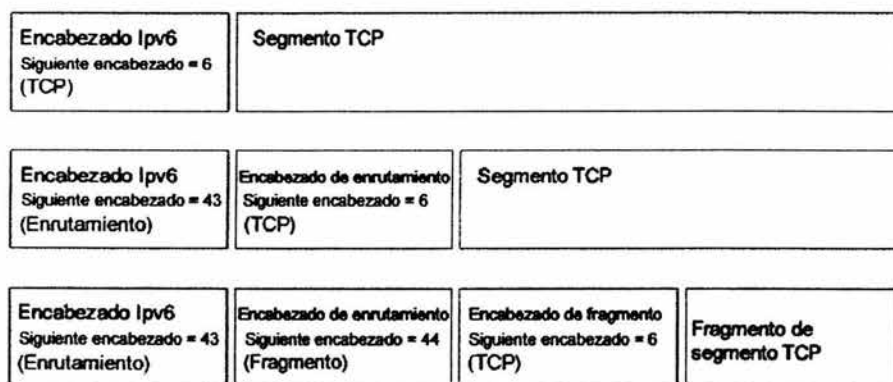 Encabezado Ipv6
Siguiente encabezado = 6
(TCP)
Segmento TCP
Encabezado Ipv6
Siguiente encabezado = 43
(Enrutamiento)
Encabezado de enrutamiento
Siguiente encabezado = 6
(TCP)
Segmento TCP
Encabezado Ipv6
Siguiente encabezado = 43
(Enrutamiento)
Encabezado de enrutamiento
Siguiente encabezado = 44
(Fragmento)
Encabezado de fragmento
Siguiente encabezado = 6
(TCP)
Fragmento de
segmento TCP